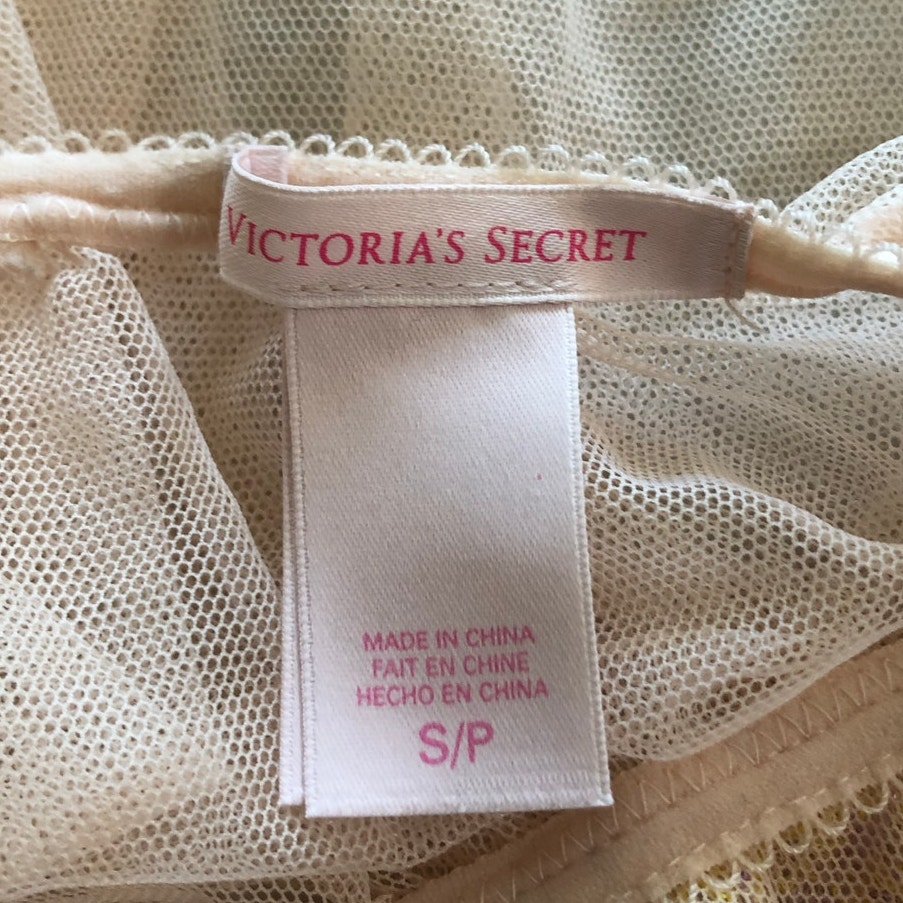 VICTORIA'S SECRET
MADE IN CHINA
FAIT EN CHINE
HECHO EN CHINA
S/P